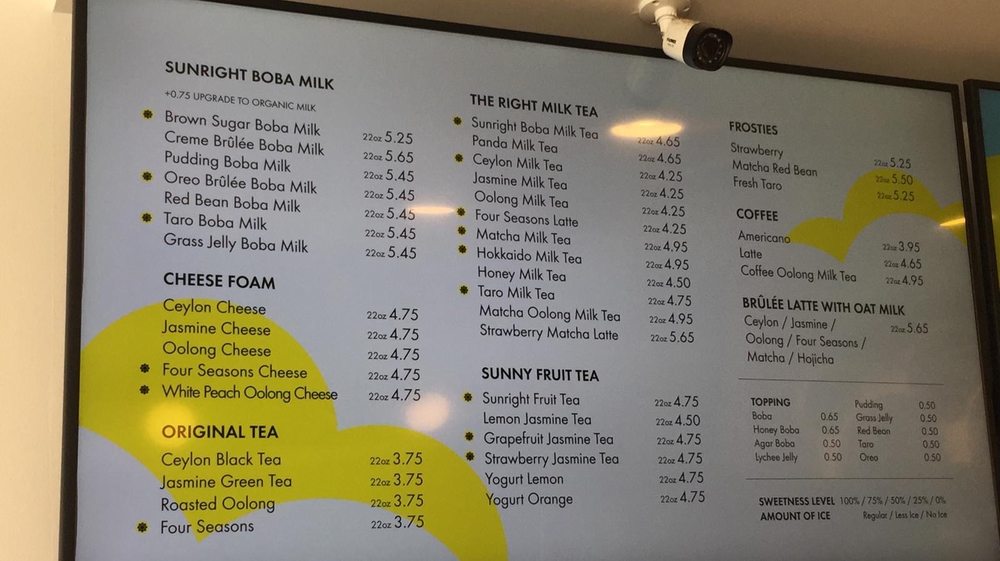 SUNRIGHT BOBA MILK
+0.75 UPGRADE TO ORGANIC MILK
Brown Sugar Boba Milk 22oz 5.25
Creme Brûlée Boba Milk 22oz 5.65
Pudding Boba Milk 22oz 5.45
Oreo Brûlée Boba Milk 22oz 5.45
Red Bean Boba Milk 22oz 5.45
Taro Boba Milk 22oz 5.45
Grass Jelly Boba Milk 22oz 5.45
CHEESE FOAM
Ceylon Cheese 22oz 4.75
Jasmine Cheese 22oz 4.75
Oolong Cheese 22oz 4.75
Four Seasons Cheese 22oz 4.75
White Peach Oolong Cheese 22oz 4.75
ORIGINAL TEA
Ceylon Black Tea 22oz 3.75
Jasmine Green Tea 22oz 3.75
Roasted Oolong 22oz 3.75
Four Seasons 22oz 3.75
THE RIGHT MILK TEA
Sunright Boba Milk Tea 22oz 4.65
Panda Milk Tea 22oz 4.65
Ceylon Milk Tea 22oz 4.25
Jasmine Milk Tea 22oz 4.25
Oolong Milk Tea 22oz 4.25
Four Seasons Latte 22oz 4.25
Matcha Milk Tea 22oz 4.95
Hokkaido Milk Tea 22oz 4.95
Honey Milk Tea 22oz 4.50
Taro Milk Tea 22oz 4.75
Matcha Oolong Milk Tea 22oz 4.95
Strawberry Matcha Latte 22oz 5.65
SUNNY FRUIT TEA
Sunright Fruit Tea 22oz 4.75
Lemon Jasmine Tea 22oz 4.50
Grapefruit Jasmine Tea 22oz 4.75
Strawberry Jasmine Tea 22oz 4.75
Yogurt Lemon 22oz 4.75
Yogurt Orange 22oz 4.75
FROSTIES
Strawberry 22oz 5.25
Matcha Red Bean 22oz 5.50
Fresh Taro 22oz 5.25
COFFEE
Americano 22oz 3.95
Latte 22oz 4.65
Coffee Oolong Milk Tea 22oz 4.95
BRÛLÉE LATTE WITH OAT MILK
Ceylon / Jasmine / 22oz 5.65
Oolong / Four Seasons /
Matcha / Hojicha
TOPPING
Boba 0.65
Honey Boba 0.65
Agar Boba 0.50
Lychee Jelly 0.50
Pudding 0.50
Grass Jelly 0.50
Red Bean 0.50
Taro 0.50
Oreo 0.50
SWEETNESS LEVEL 100% / 75% / 50% / 25% / 0%
AMOUNT OF ICE Regular / Less Ice / No Ice